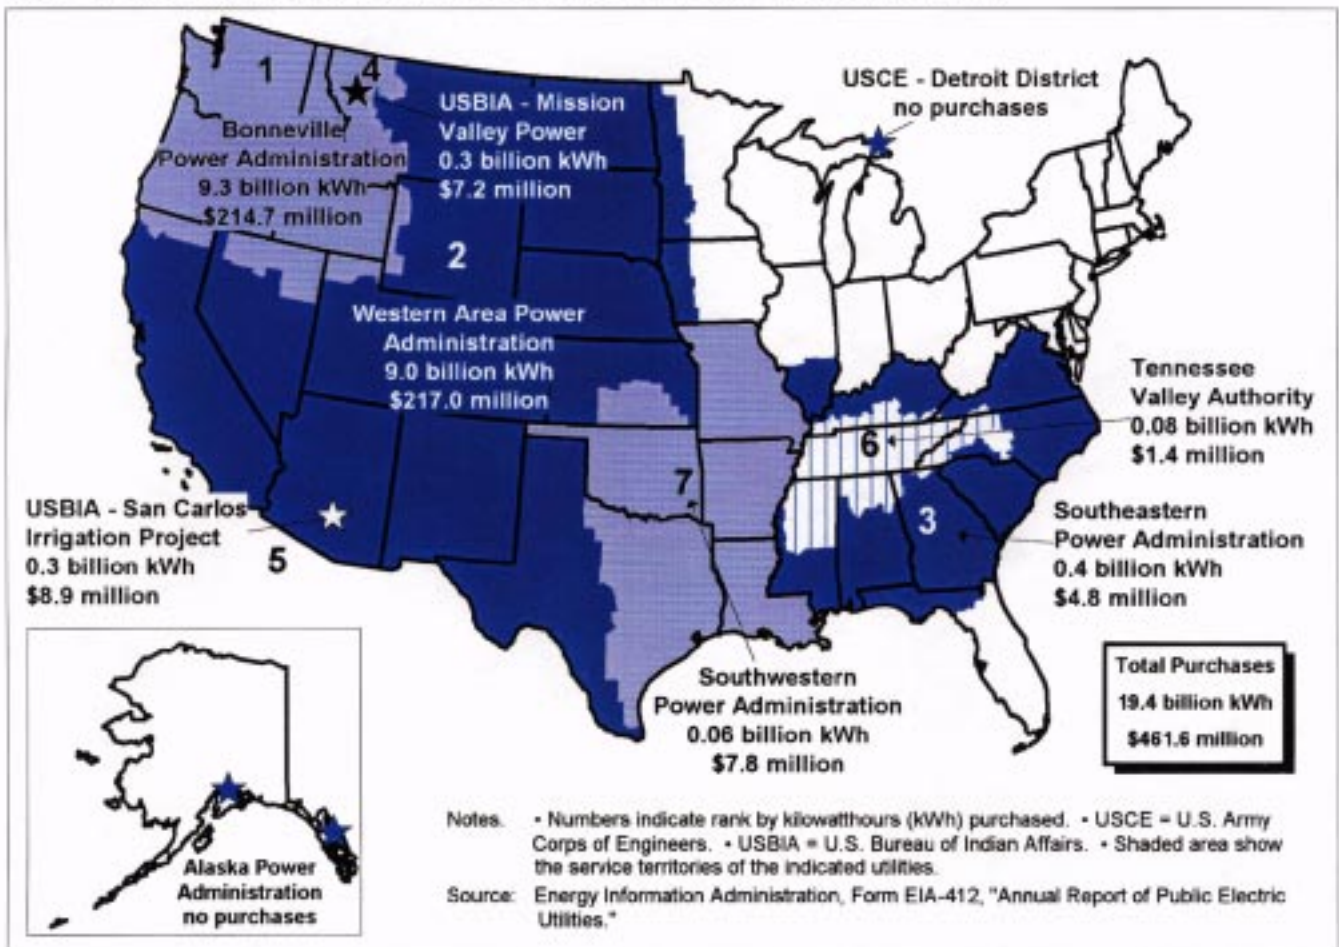 1
4
USBIA - Mission
Valley Power
0.3 billion kWh
$7.2 million
USCE - Detroit District
no purchases
Bonneville
Power Administration
9.3 billion kWh
$214.7 million
2
Western Area Power
Administration
9.0 billion kWh
$217.0 million
Tennessee
Valley Authority
0.08 billion kWh
$1.4 million
6
7
3
USBIA - San Carlos
Irrigation Project
0.3 billion kWh
$8.9 million
5
Southeastern
Power Administration
0.4 billion kWh
$4.8 million
Southwestern
Power Administration
0.06 billion kWh
$7.8 million
Total Purchases
19.4 billion kWh
$461.6 million
Alaska Power
Administration
no purchases
Notes. • Numbers indicate rank by kilowatthours (kWh) purchased. • USCE = U.S. Army
Corps of Engineers. • USBIA = U.S. Bureau of Indian Affairs. • Shaded area show
the service territories of the indicated utilities.
Source: Energy Information Administration, Form EIA-412, "Annual Report of Public Electric
Utilities."